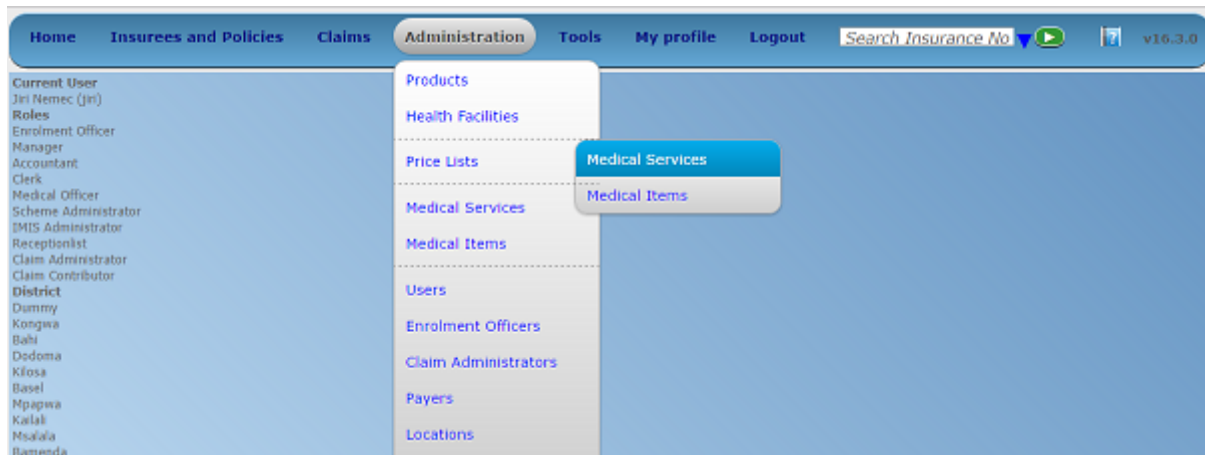 Home Insurees and Policies Claims Administration Tools My profile Logout Search Insurance No v16.3.0
Current User
Jiri Nemec (jiri)
Roles
Enrolment Officer
Manager
Accountant
Clerk
Medical Officer
Scheme Administrator
IMIS Administrator
Receptionlist
Claim Administrator
Claim Contributor
District
Dummy
Kongwa
Bahi
Dodoma
Kilosa
Basel
Mpapwa
Kailali
Msalala
Bamenda
Products
Health Facilities
Price Lists
Medical Services
Medical Items
Medical Services
Medical Items
Users
Enrolment Officers
Claim Administrators
Payers
Locations